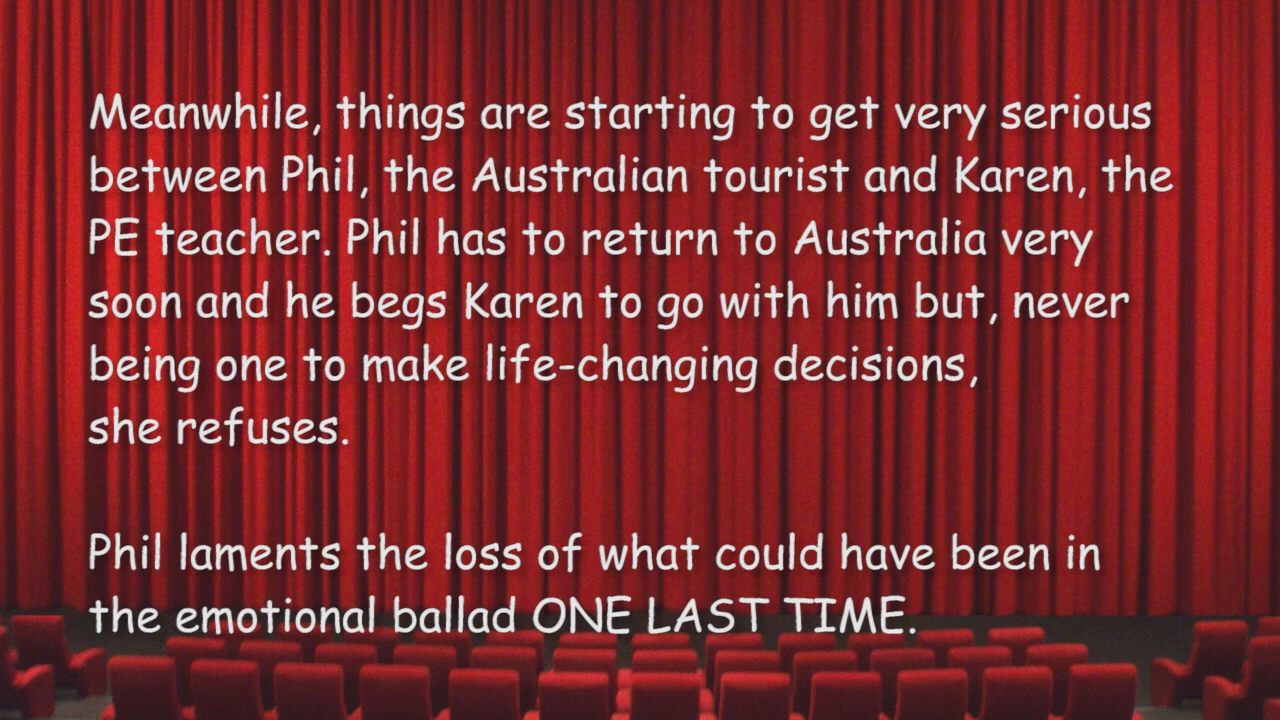 Meanwhile, things are starting to get very serious
between Phil, the Australian tourist and Karen, the
PE teacher. Phil has to return to Australia very
soon and he begs Karen to go with him but, never
being one to make life-changing decisions,
she refuses.
Phil laments the loss of what could have been in
the emotional ballad ONE LAST TIME.